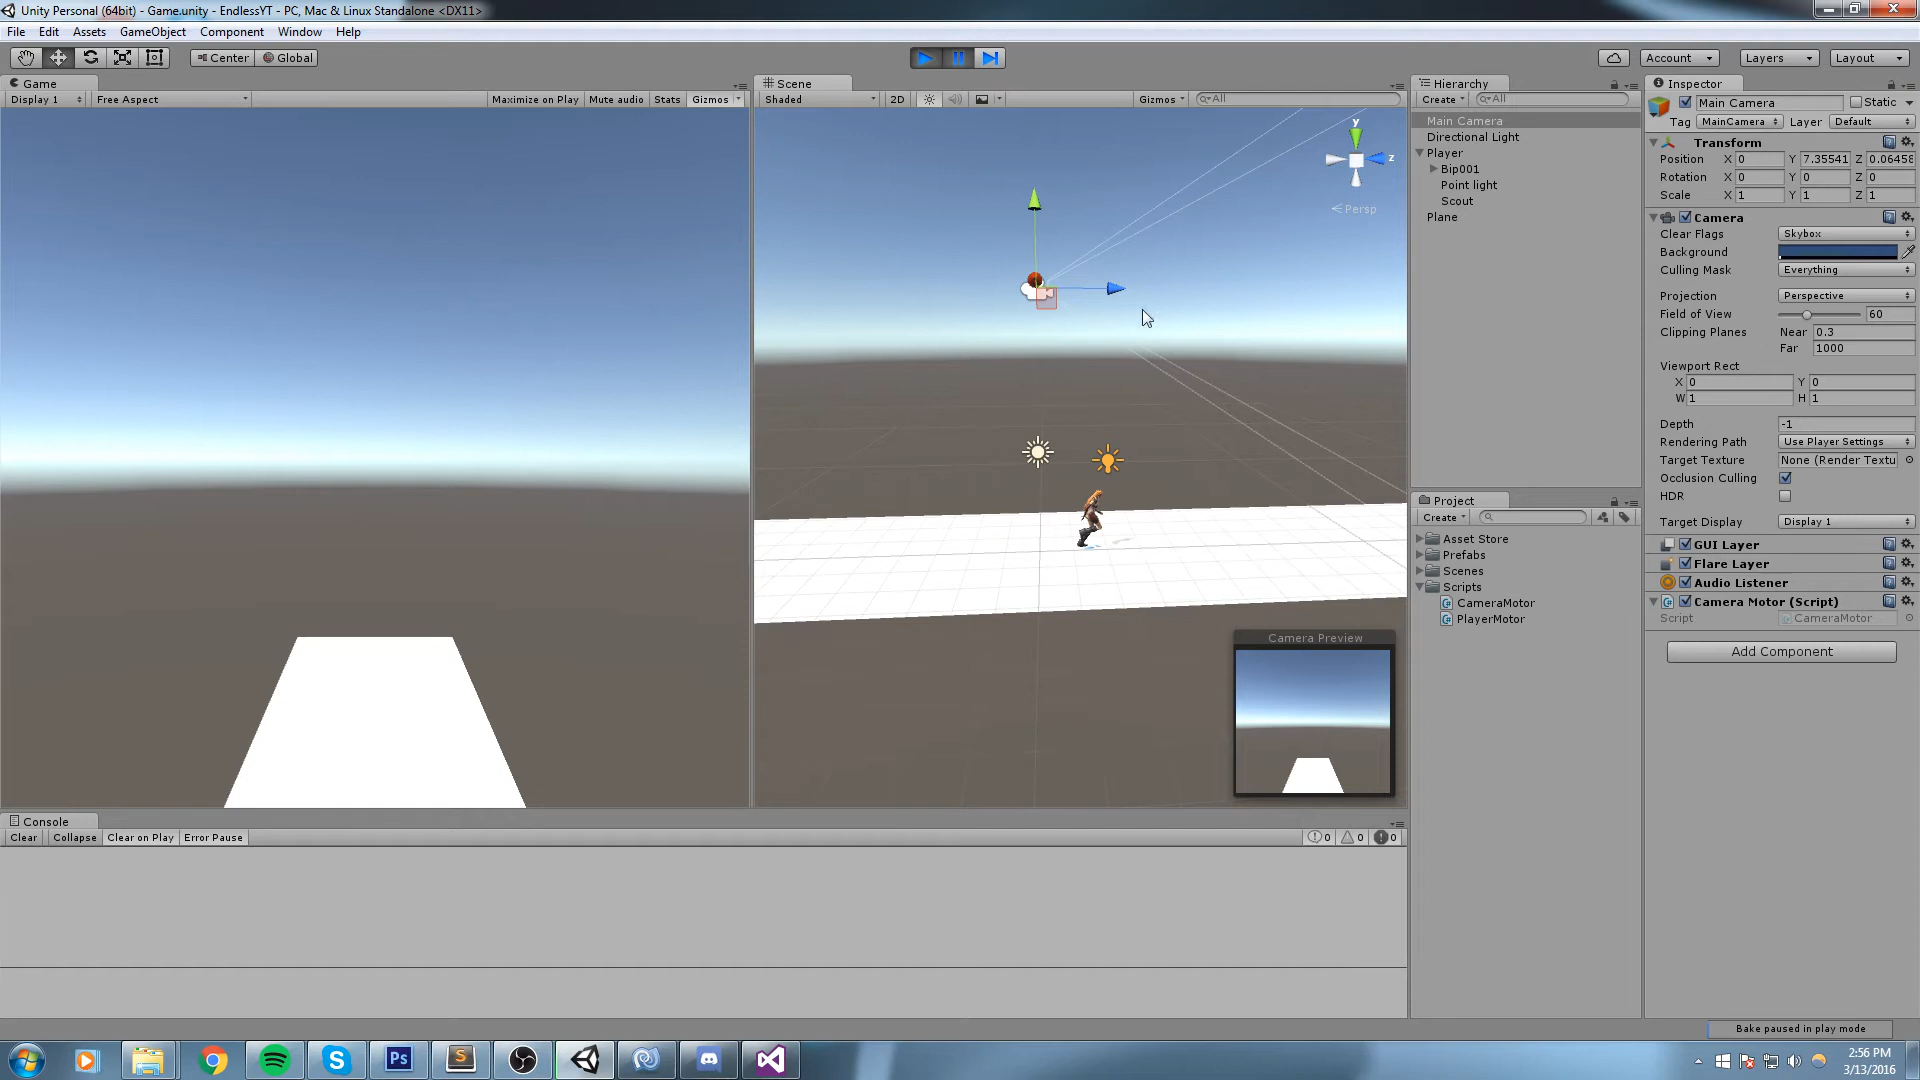 Unity Personal (64bit) - Game.unity - EndlessYT - PC, Mac & Linux Standalone <DX11>
File Edit Assets GameObject Component Window Help
Center Global
Account Layers Layout
Game
Display 1 Free Aspect Maximize on Play Mute audio Stats Gizmos
Scene
Shaded 2D Gizmos All
y
z
Persp
Camera Preview
Hierarchy
Create All
Main Camera
Directional Light
Player
Bip001
Point light
Scout
Plane
Project
Create
Asset Store
Prefabs
Scenes
Scripts
CameraMotor
PlayerMotor
Inspector
Main Camera Static
Tag MainCamera Layer Default
Transform
Position X 0 Y 7.35541 Z 0.06458
Rotation X 0 Y 0 Z 0
Scale X 1 Y 1 Z 1
Camera
Clear Flags Skybox
Background
Culling Mask Everything
Projection Perspective
Field of View 60
Clipping Planes Near 0.3
Far 1000
Viewport Rect
X 0 Y 0
W 1 H 1
Depth -1
Rendering Path Use Player Settings
Target Texture None (Render Textu
Occlusion Culling
HDR
Target Display Display 1
GUI Layer
Flare Layer
Audio Listener
Camera Motor (Script)
Script CameraMotor
Add Component
Console
Clear Collapse Clear on Play Error Pause 0 0 0
Bake paused in play mode
S Ps S
2:56 PM
3/13/2016